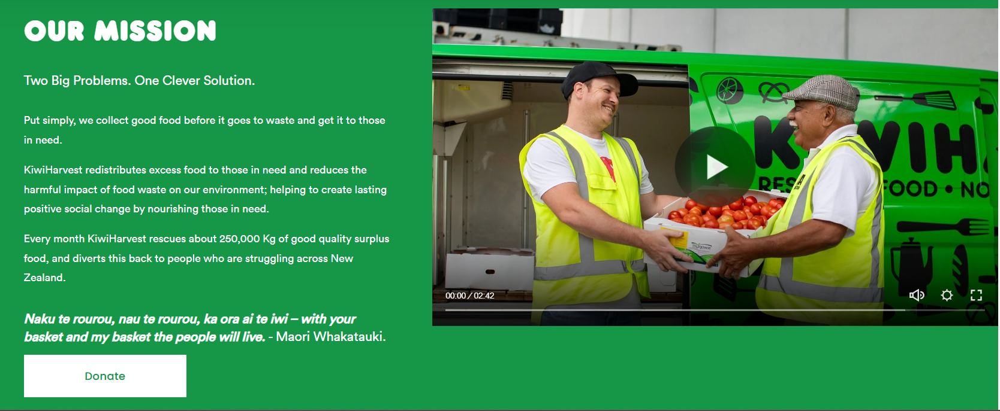 OUR MISSION
Two Big Problems. One Clever Solution.
Put simply, we collect good food before it goes to waste and get it to those
in need.
KiwiHarvest redistributes excess food to those in need and reduces the
harmful impact of food waste on our environment; helping to create lasting
positive social change by nourishing those in need.
Every month KiwiHarvest rescues about 250,000 Kg of good quality surplus
food, and diverts this back to people who are struggling across New
Zealand.
Naku te rourou, nau te rourou, ka ora ai te iwi – with your
basket and my basket the people will live. - Maori Whakatauki.
Donate
K WIH
RES FOOD • NO
mulgowie
00:00 / 02:42